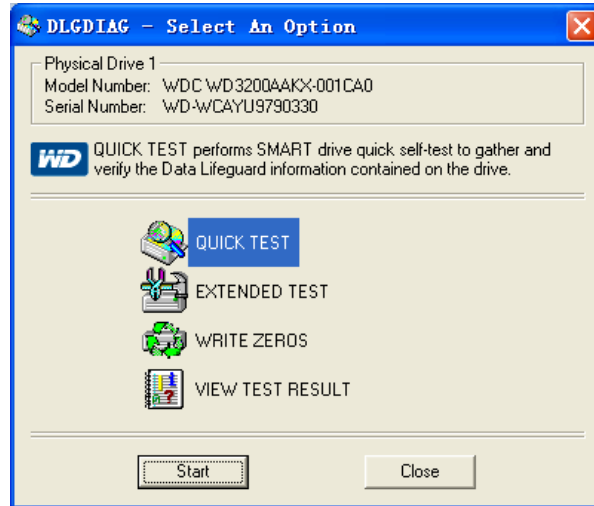 DLGDIAG - Select An Option
Physical Drive 1
Model Number: WDC WD3200AAKX-001CA0
Serial Number: WD-WCAYU9790330
WD
QUICK TEST performs SMART drive quick self-test to gather and
verify the Data Lifeguard information contained on the drive.
QUICK TEST
EXTENDED TEST
WRITE ZEROS
VIEW TEST RESULT
Start Close